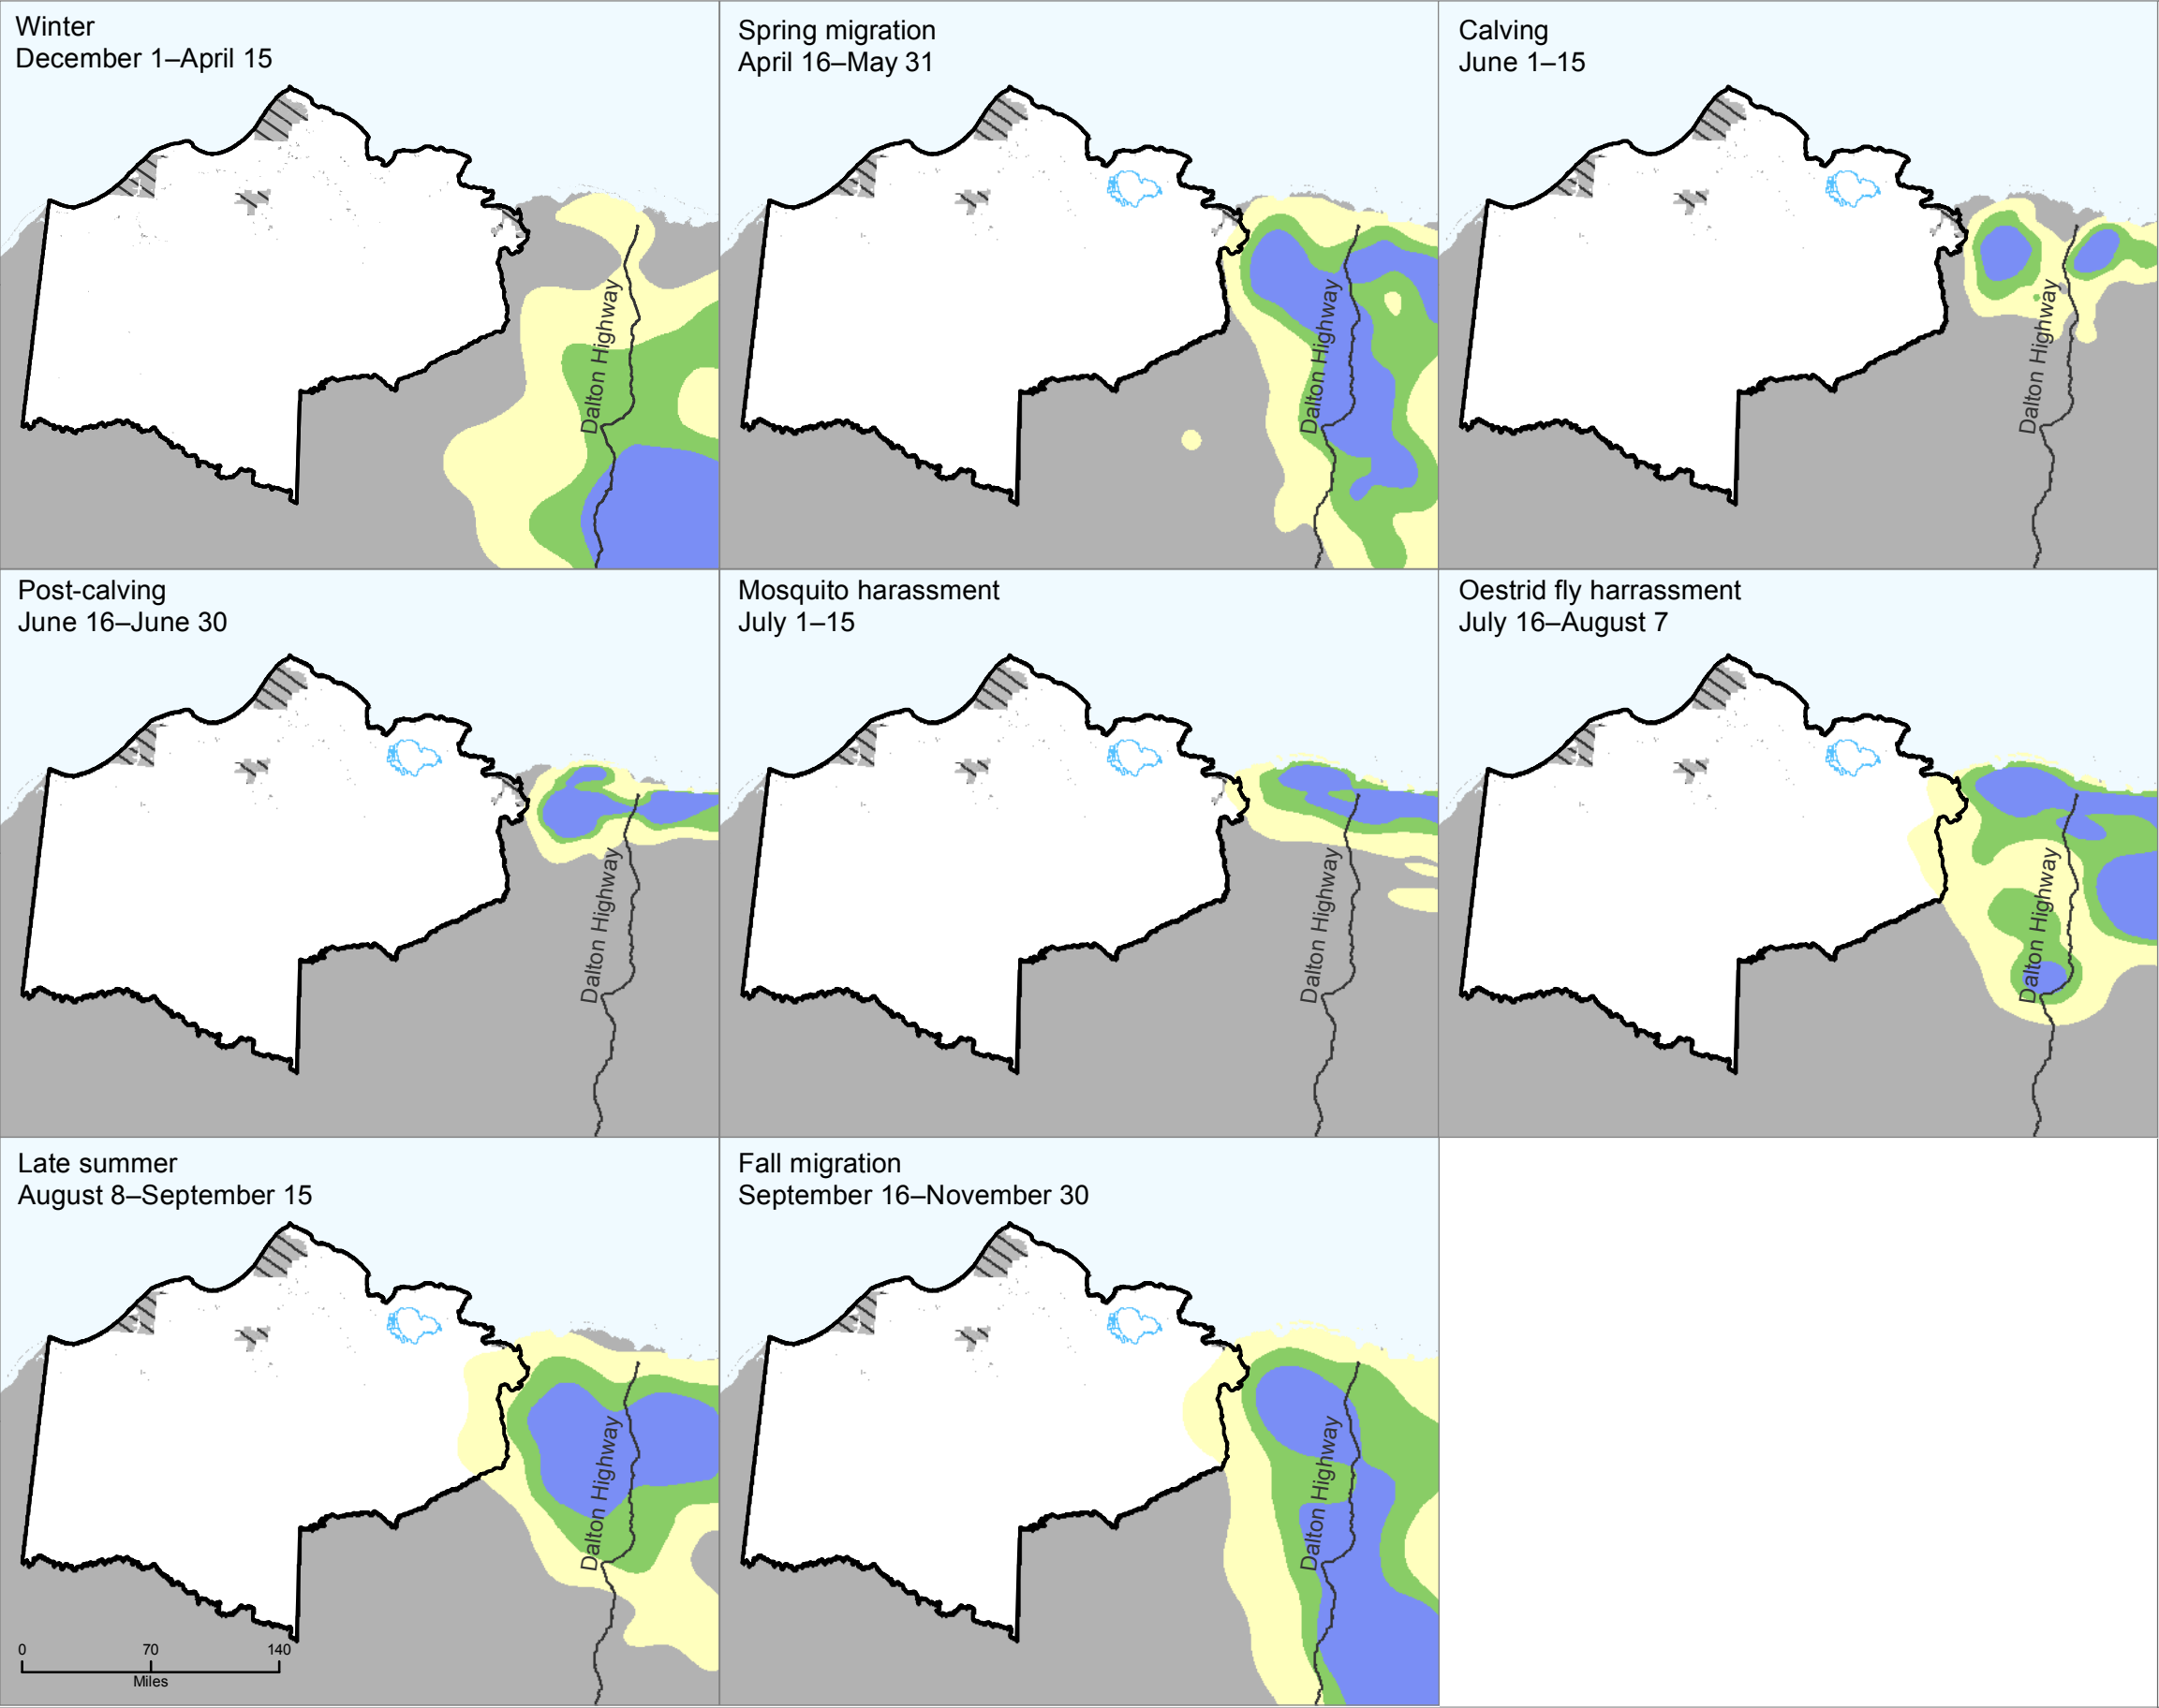 Winter
December 1–April 15
Dalton Highway
Spring migration
April 16–May 31
Dalton Highway
Calving
June 1–15
Dalton Highway
Post-calving
June 16–June 30
Dalton Highway
Mosquito harassment
July 1–15
Dalton Highway
Oestrid fly harrassment
July 16–August 7
Dalton Highway
Late summer
August 8–September 15
Dalton Highway
0 70 140
Miles
Fall migration
September 16–November 30
Dalton Highway